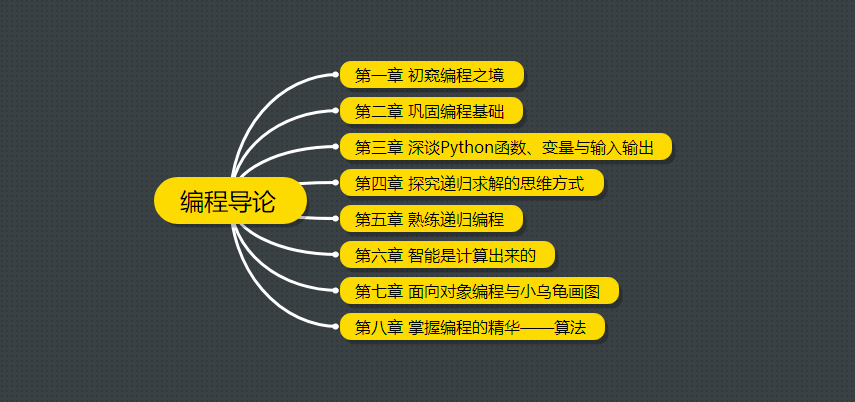 编程导论
第一章 初窥编程之境
第二章 巩固编程基础
第三章 深谈Python函数、变量与输入输出
第四章 探究递归求解的思维方式
第五章 熟练递归编程
第六章 智能是计算出来的
第七章 面向对象编程与小乌龟画图
第八章 掌握编程的精华——算法